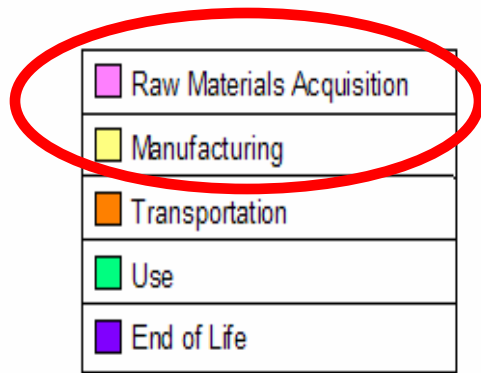 Raw Materials Acquisition
Manufacturing
Transportation
Use
End of Life